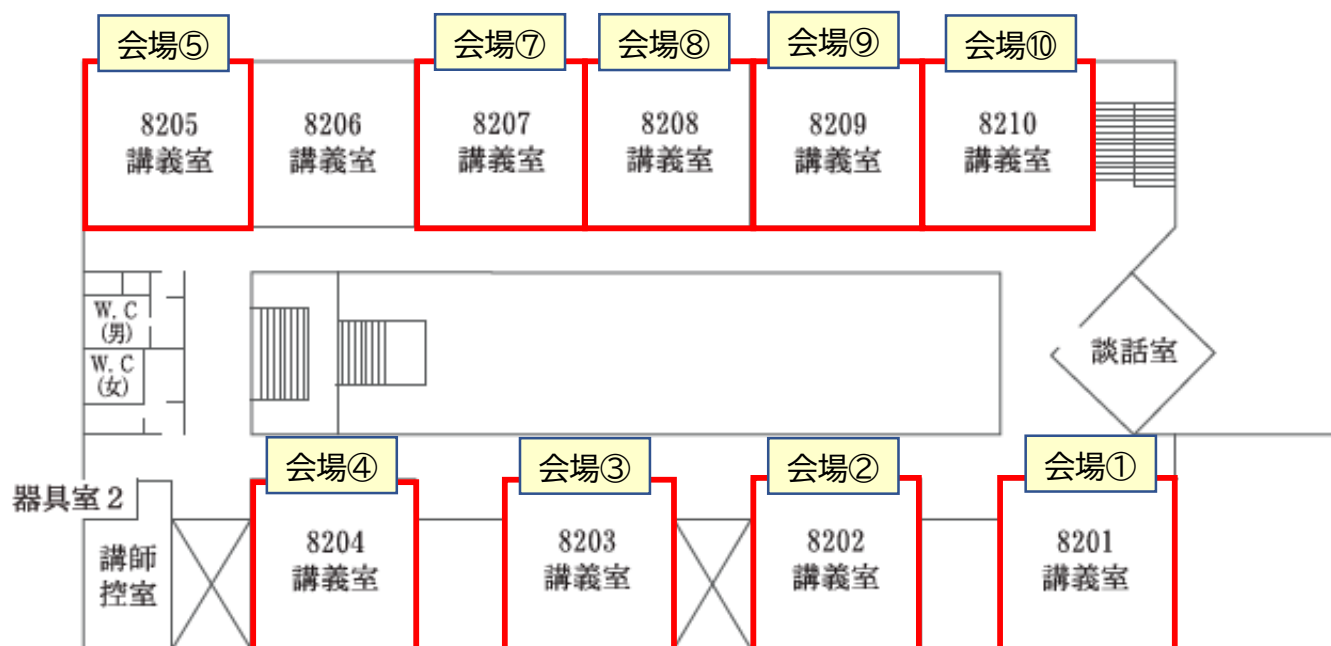 会場⑤
会場⑦
会場⑧
会場⑨
会場⑩
8205
講義室
8206
講義室
8207
講義室
8208
講義室
8209
講義室
8210
講義室
W.C
(男)
W.C
(女)
談話室
会場④
会場③
会場②
会場①
器具室2
講師
控室
8204
講義室
8203
講義室
8202
講義室
8201
講義室